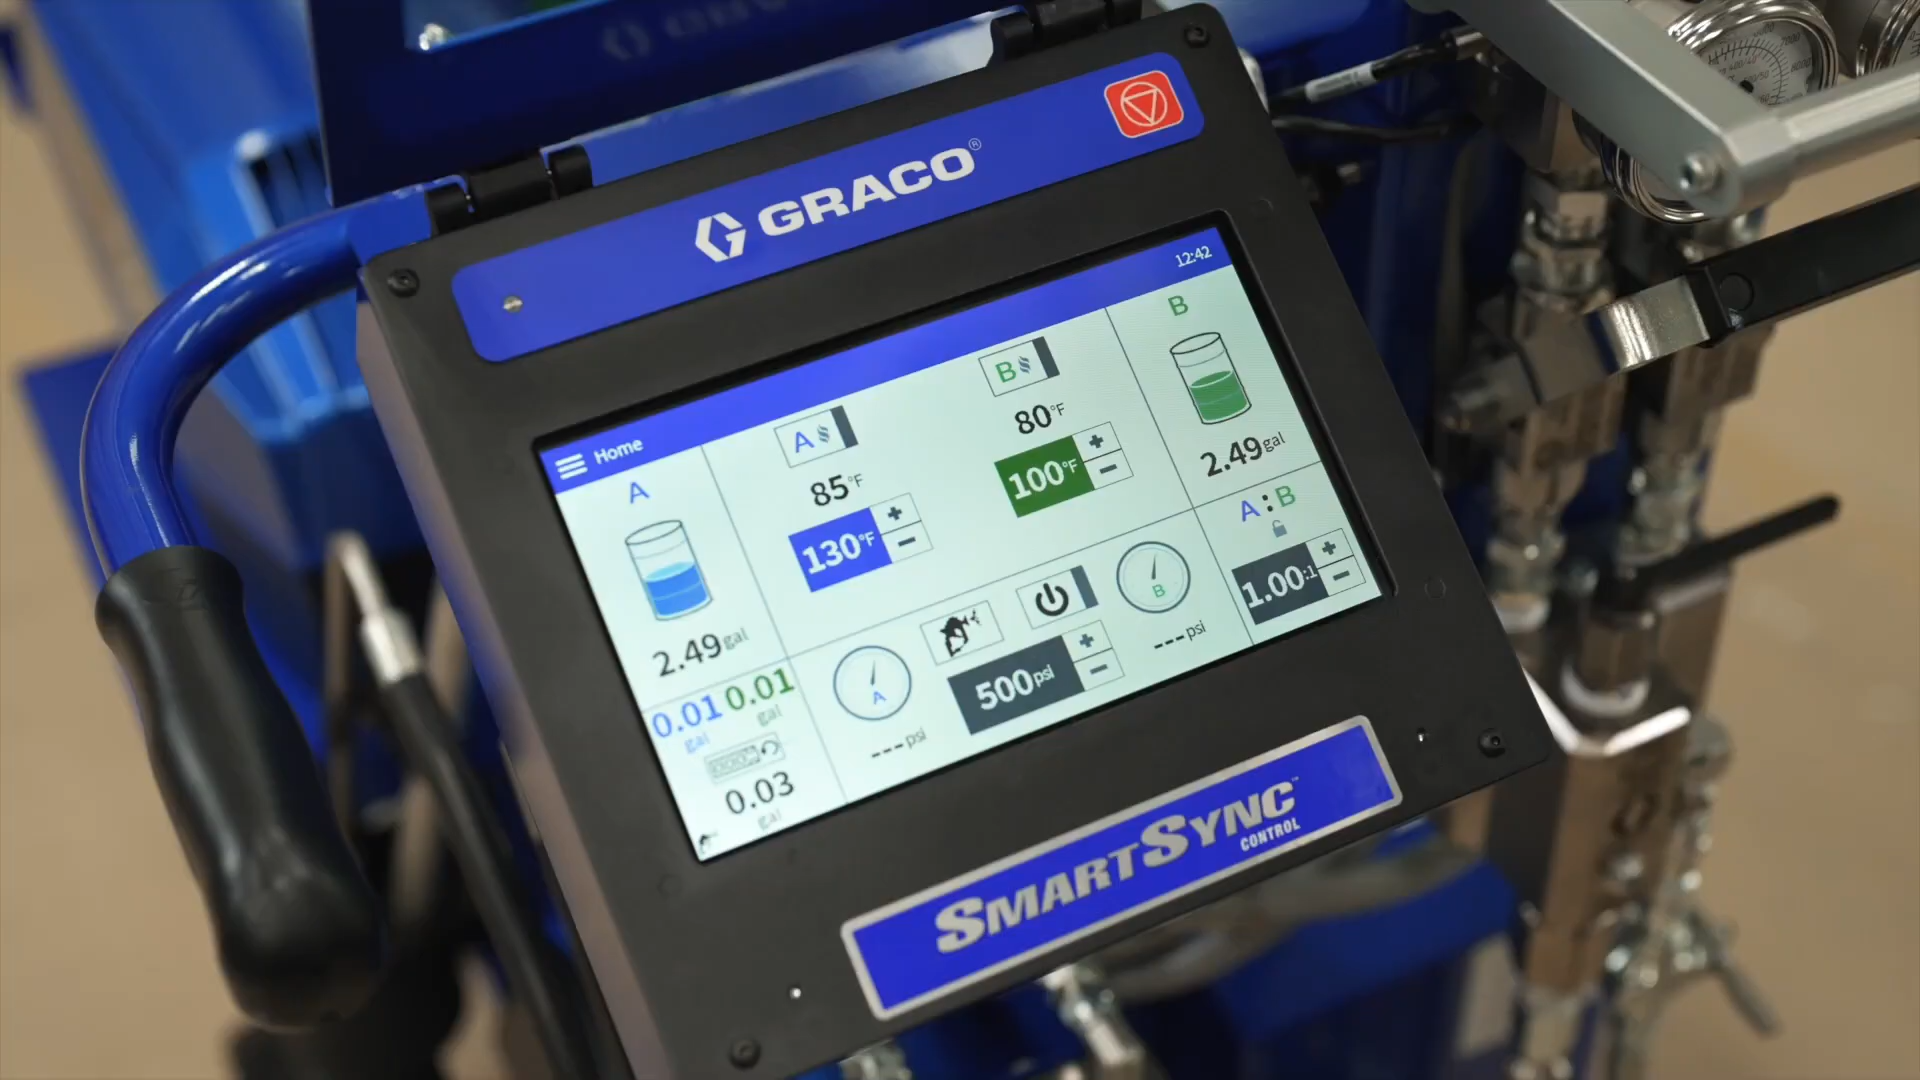 GRACO®
12:42
Home
A
2.49 gal
0.01 gal
0.01 gal
0.03 gal
A
85°F
130°F
+
−
B
80°F
100°F
+
−
A
--- psi
500 psi
+
−
B
--- psi
B
2.49 gal
A:B
1.00:1
+
−
SMARTSYNC™
CONTROL